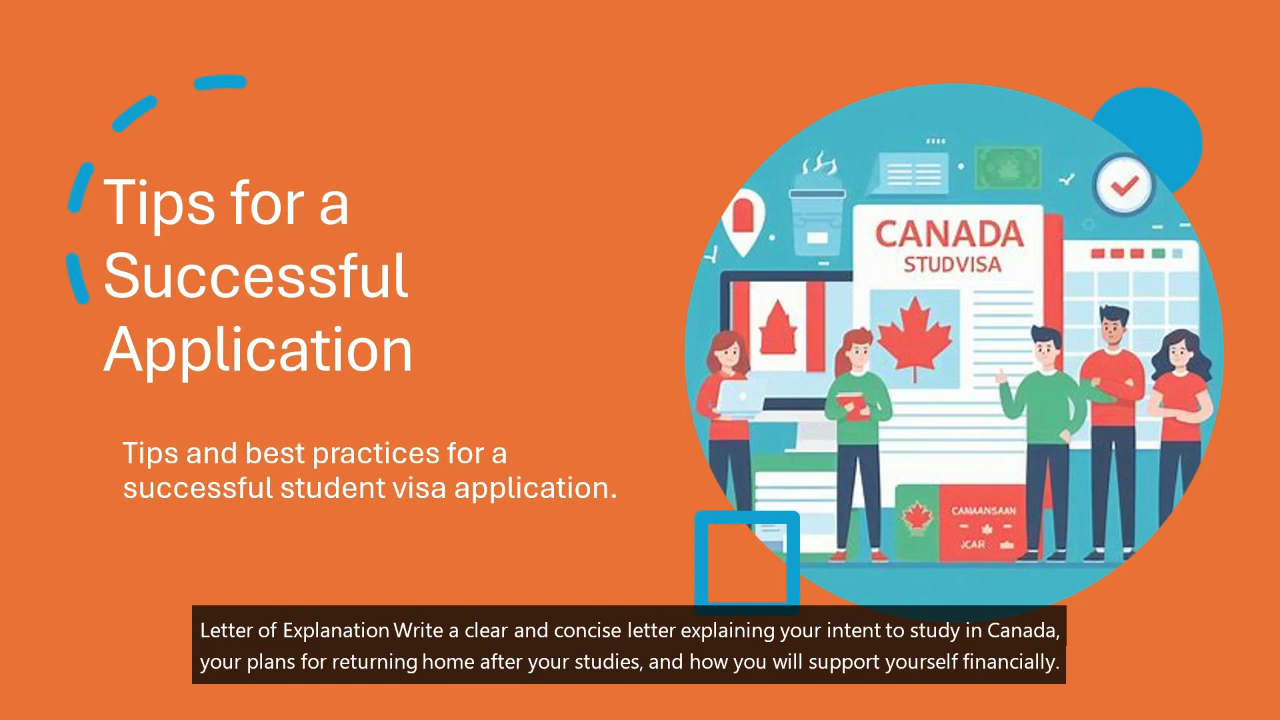 Tips for a
Successful
Application
Tips and best practices for a
successful student visa application.
CANADA
STUDVISA
CAMAANSAAN
JCAR
Letter of Explanation Write a clear and concise letter explaining your intent to study in Canada,
your plans for returning home after your studies, and how you will support yourself financially.